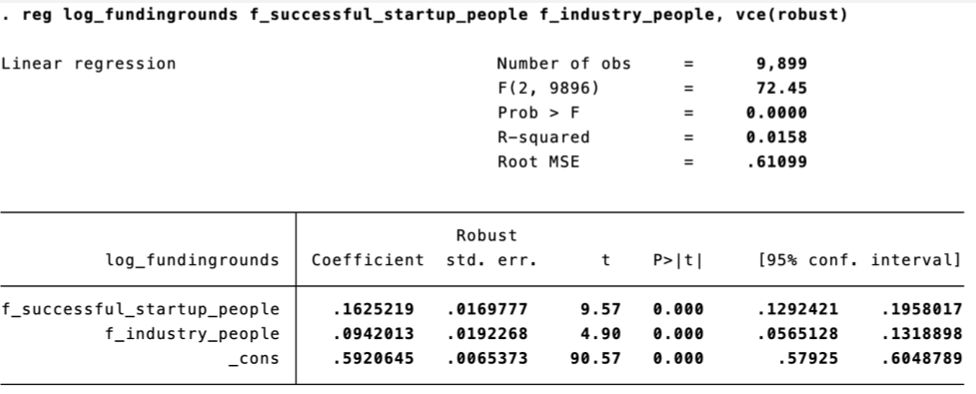 . reg log_fundingrounds f_successful_startup_people f_industry_people, vce(robust)
Linear regression Number of obs = 9,899
F(2, 9896) = 72.45
Prob > F = 0.0000
R-squared = 0.0158
Root MSE = .61099
Robust
log_fundingrounds Coefficient std. err. t P>|t| [95% conf. interval]
f_successful_startup_people .1625219 .0169777 9.57 0.000 .1292421 .1958017
f_industry_people .0942013 .0192268 4.90 0.000 .0565128 .1318898
_cons .5920645 .0065373 90.57 0.000 .57925 .6048789